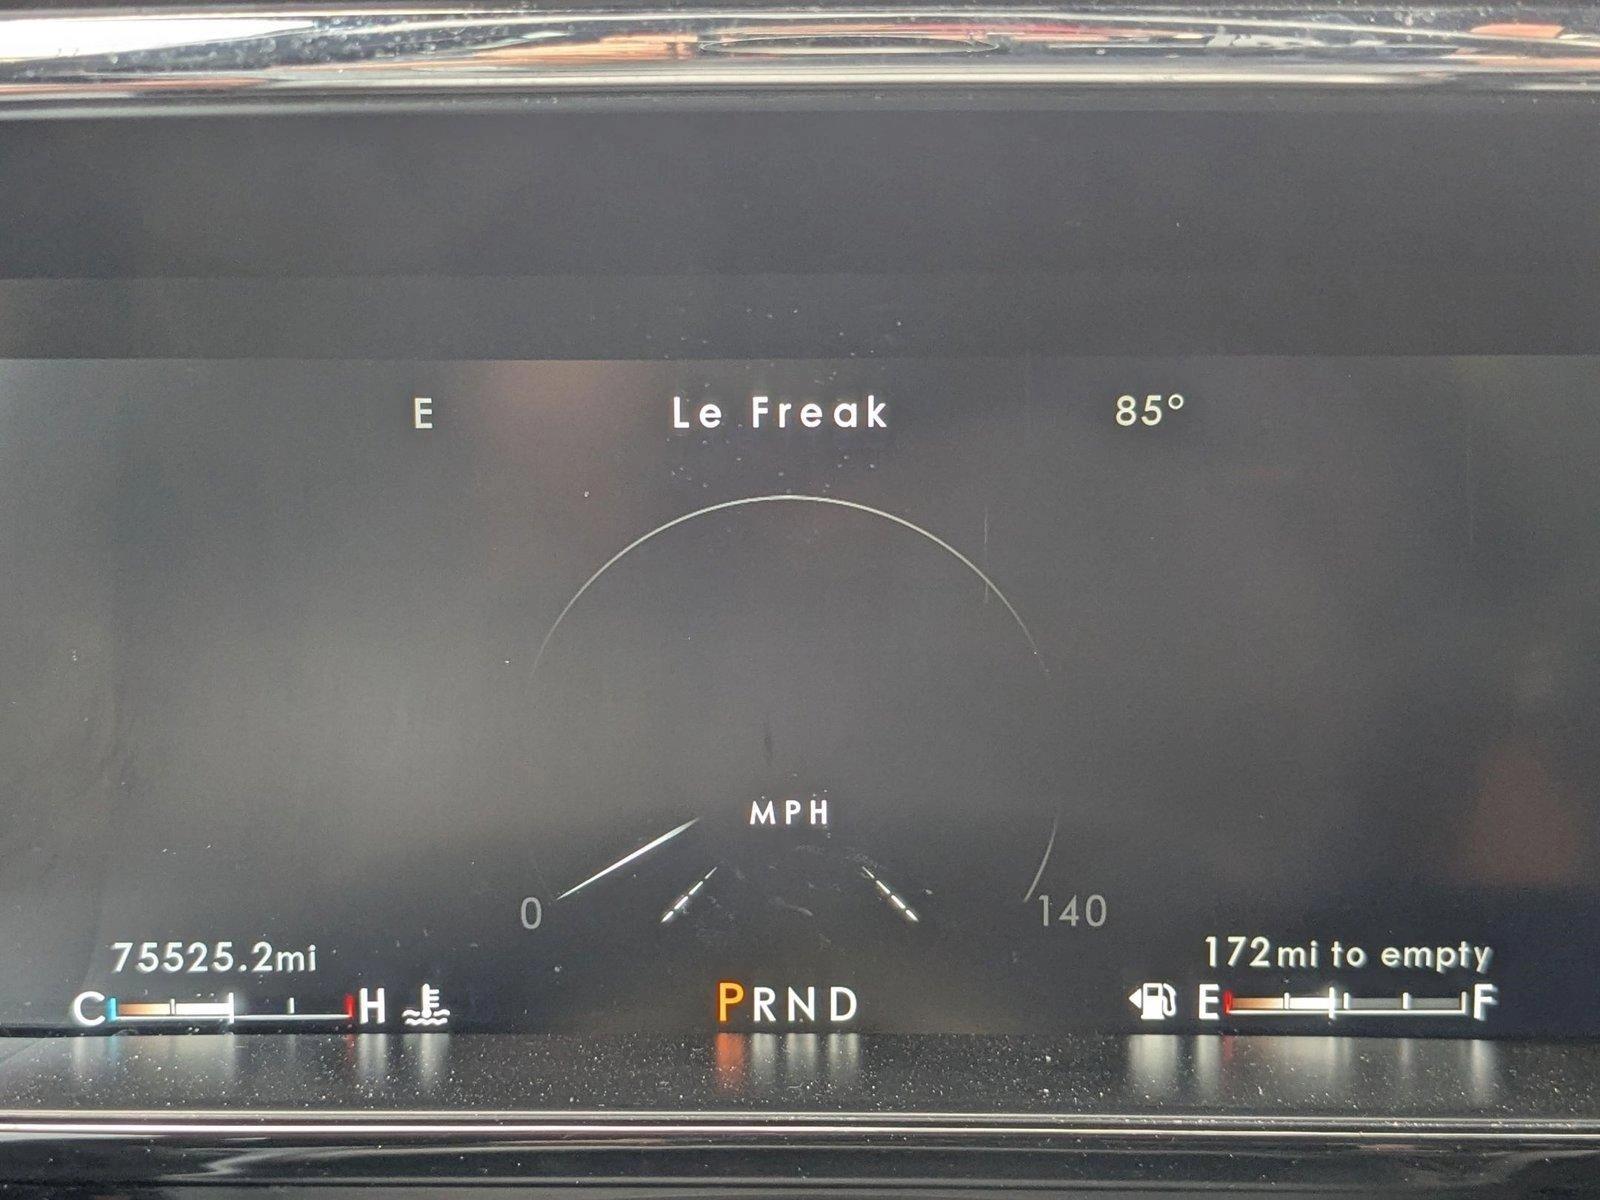 E Le Freak 85°
MPH
0 140
75525.2mi 172mi to empty
C H PRND E F